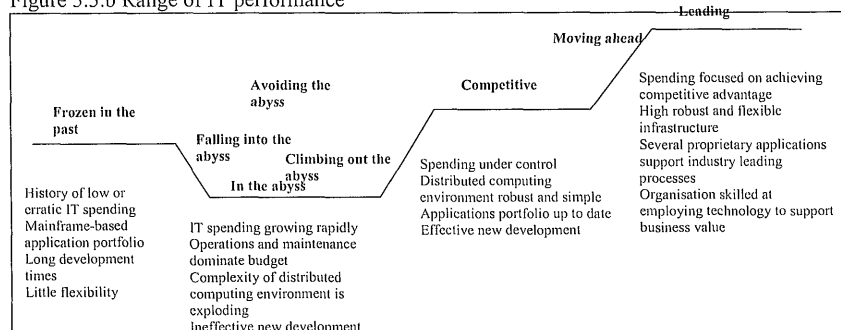 Figure 5.5.b Range of IT performance
Leading
Moving ahead
Avoiding the
abyss
Competitive
Frozen in the
past
Falling into the
abyss
Climbing out the
abyss
In the abyss
Spending focused on achieving
competitive advantage
High robust and flexible
infrastructure
Several proprietary applications
support industry leading
processes
Organisation skilled at
employing technology to support
business value
Spending under control
Distributed computing
environment robust and simple
Applications portfolio up to date
Effective new development
History of low or
erratic IT spending
Mainframe-based
application portfolio
Long development
times
Little flexibility
IT spending growing rapidly
Operations and maintenance
dominate budget
Complexity of distributed
computing environment is
exploding
Ineffective new development